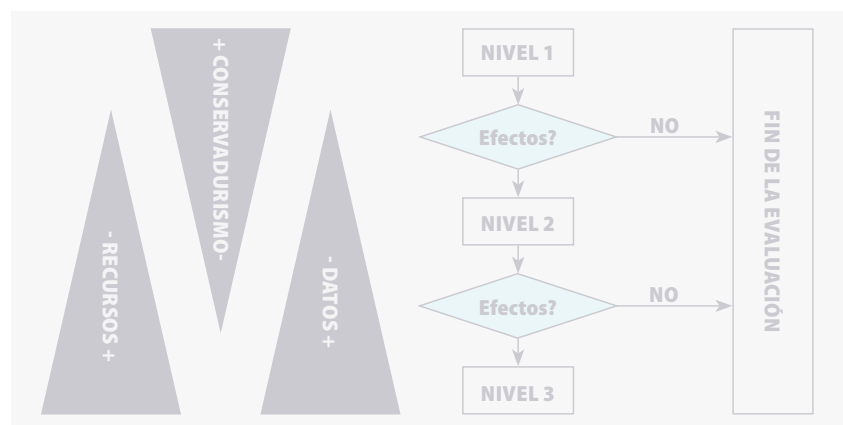 + CONSERVADURISMO-
- RECURSOS +
- DATOS +
NIVEL 1
Efectos?
NO
NIVEL 2
Efectos?
NO
NIVEL 3
FIN DE LA EVALUACIÓN